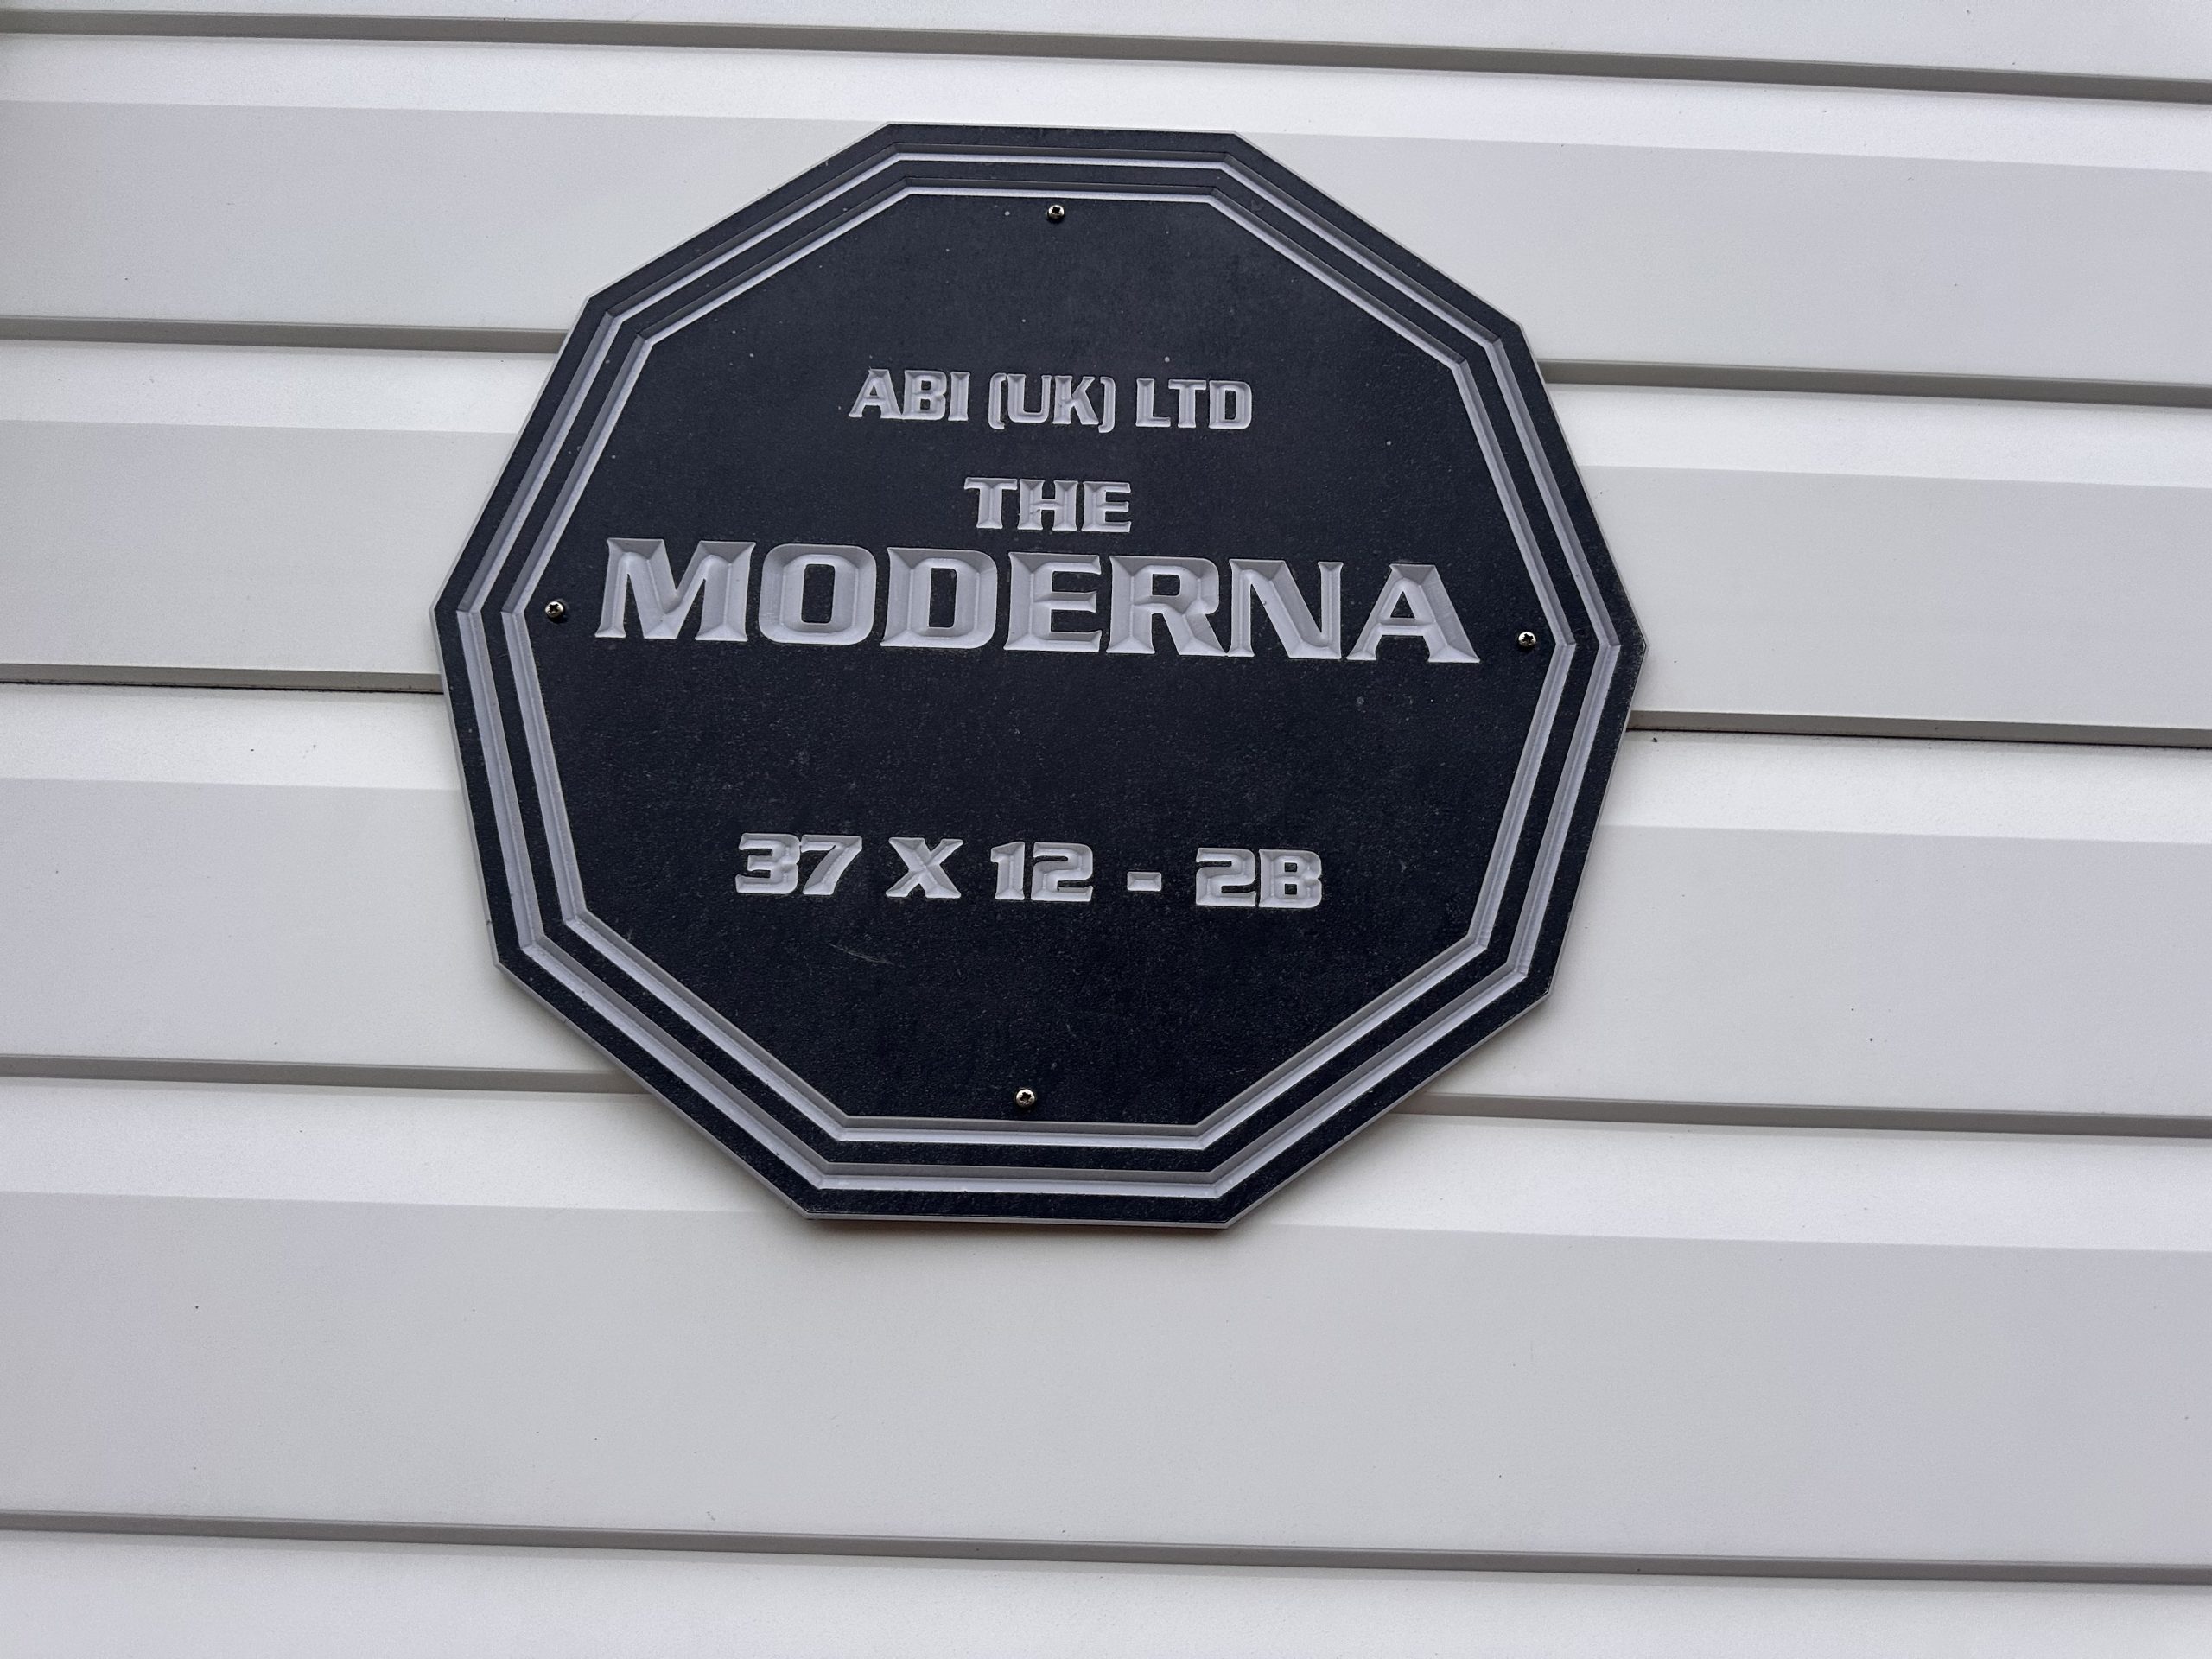 ABI (UK) LTD
THE
MODERNA
37 X 12 - 2B